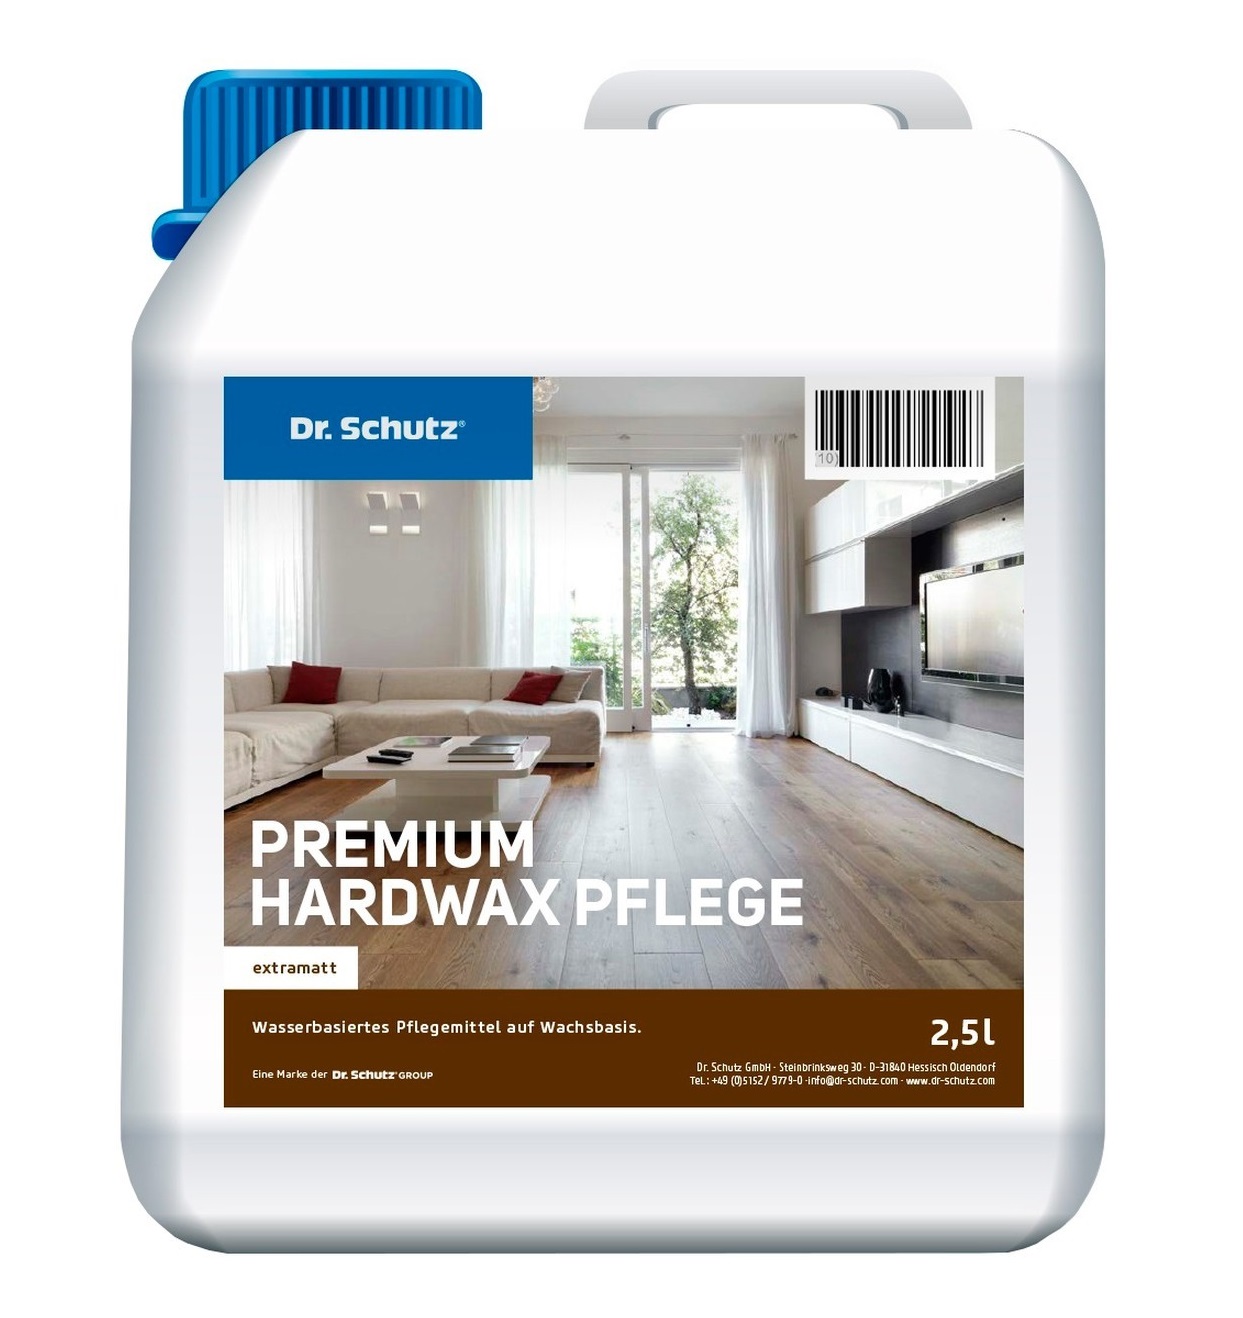 Dr. Schutz®
(10)
PREMIUM
HARDWAX PFLEGE
extramatt
Wasserbasiertes Pflegemittel auf Wachsbasis.
2,5l
Eine Marke der Dr. Schutz® GROUP
Dr. Schutz GmbH · Steinbrinksweg 30 · D-31840 Hessisch Oldendorf
Tel.: +49 (0)5152 / 9779-0 · info@dr-schutz.com · www.dr-schutz.com